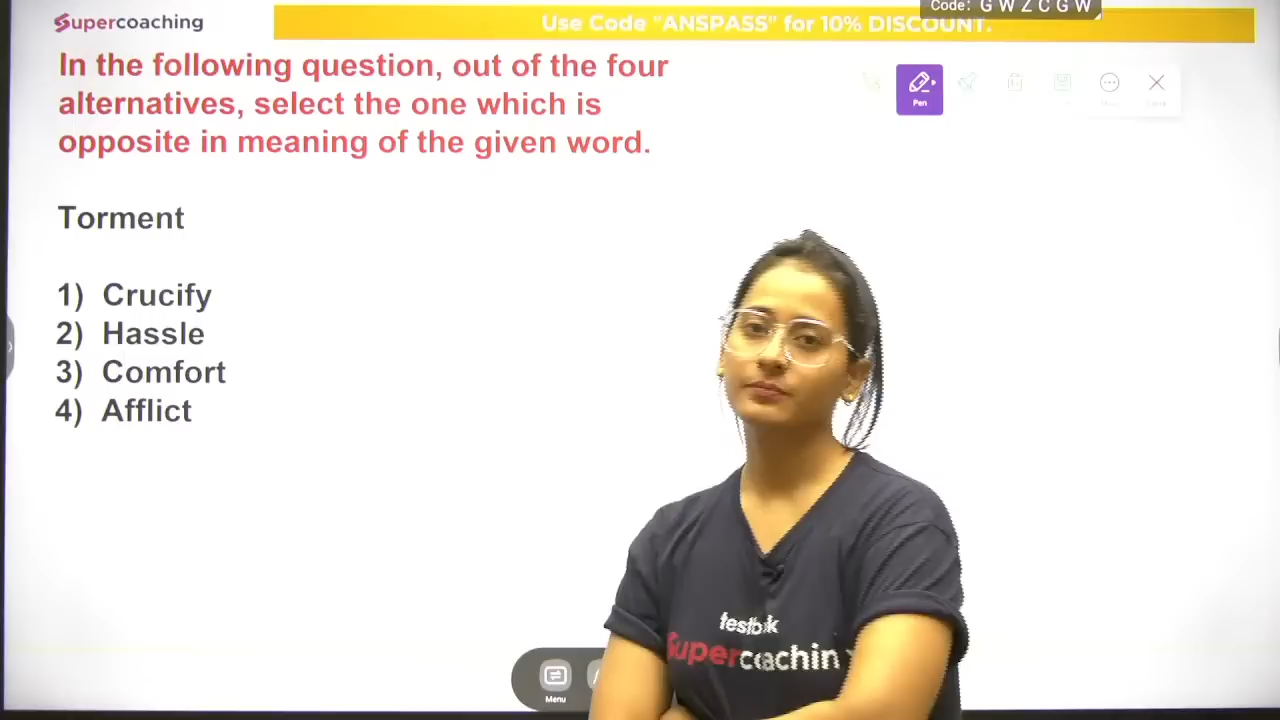 Supercoaching
Use Code "ANSPASS" for 10% DISCOUNT.
Code: G W Z C G W
In the following question, out of the four
alternatives, select the one which is
opposite in meaning of the given word.
Pen
Torment
1) Crucify
2) Hassle
3) Comfort
4) Afflict
testbook
Supercoachin
Menu